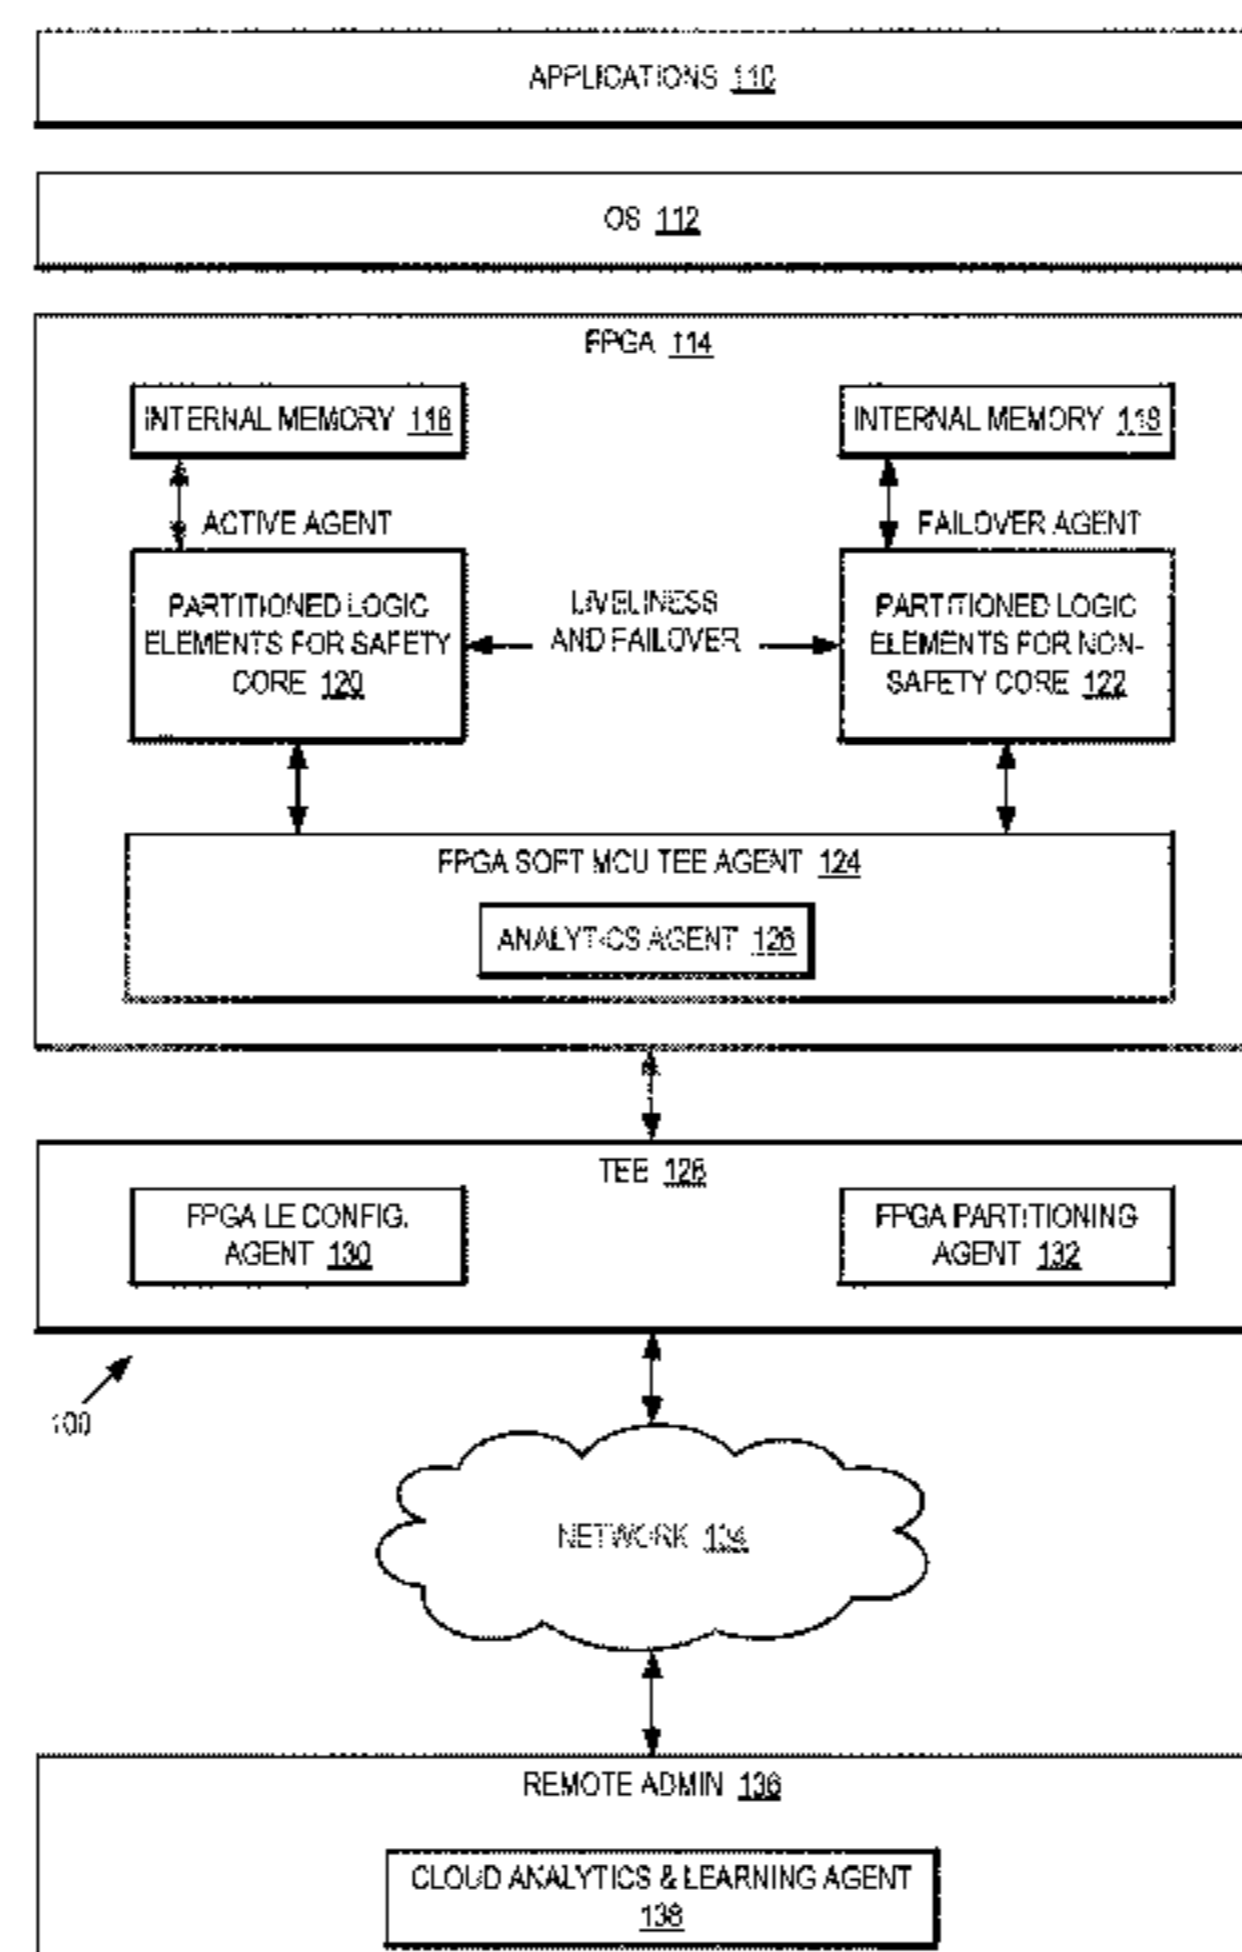 APPLICATIONS 110
OS 112
FPGA 114
INTERNAL MEMORY 116
INTERNAL MEMORY 118
ACTIVE AGENT
FAILOVER AGENT
PARTITIONED LOGIC
ELEMENTS FOR SAFETY
CORE 120
LIVELINESS
AND FAILOVER
PARTITIONED LOGIC
ELEMENTS FOR NON-
SAFETY CORE 122
FPGA SOFT MCU TEE AGENT 124
ANALYTICS AGENT 126
TEE 128
FPGA LE CONFIG.
AGENT 130
FPGA PARTITIONING
AGENT 132
100
NETWORK 134
REMOTE ADMIN 136
CLOUD ANALYTICS & LEARNING AGENT
138